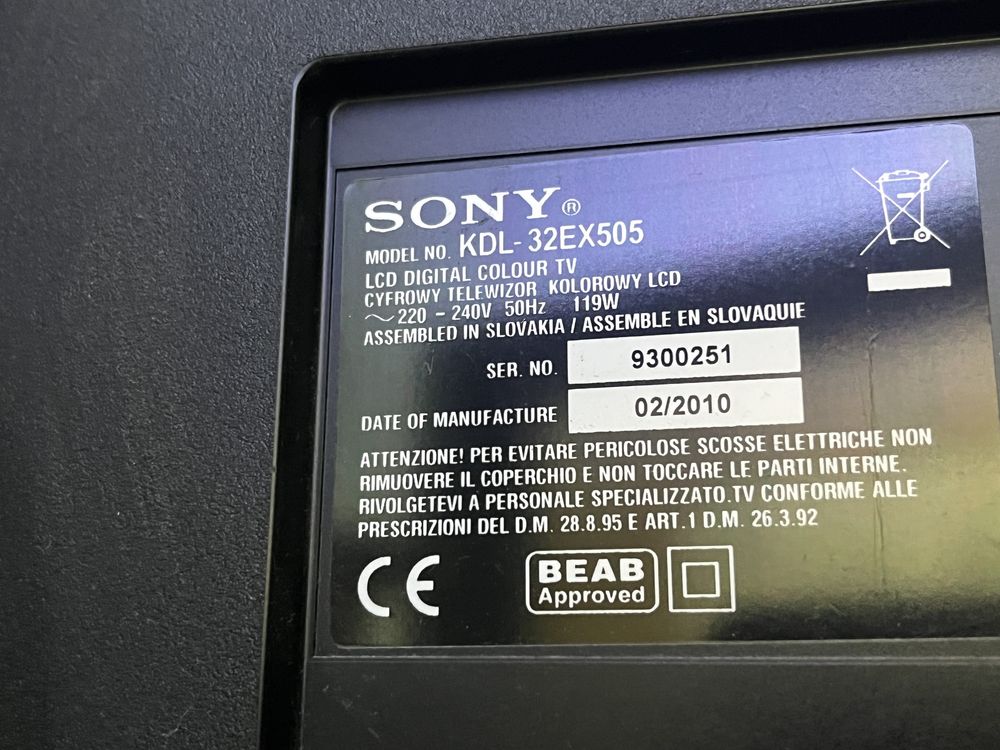 SONY®
MODEL NO. KDL-32EX505
LCD DIGITAL COLOUR TV
CYFROWY TELEWIZOR KOLOROWY LCD
~220 - 240V 50Hz 119W
ASSEMBLED IN SLOVAKIA / ASSEMBLE EN SLOVAQUIE
SER. NO. 9300251
DATE OF MANUFACTURE 02/2010
ATTENZIONE! PER EVITARE PERICOLOSE SCOSSE ELETTRICHE NON
RIMUOVERE IL COPERCHIO E NON TOCCARE LE PARTI INTERNE.
RIVOLGETEVI A PERSONALE SPECIALIZZATO.TV CONFORME ALLE
PRESCRIZIONI DEL D.M. 28.8.95 E ART.1 D.M. 26.3.92
CE
BEAB
Approved